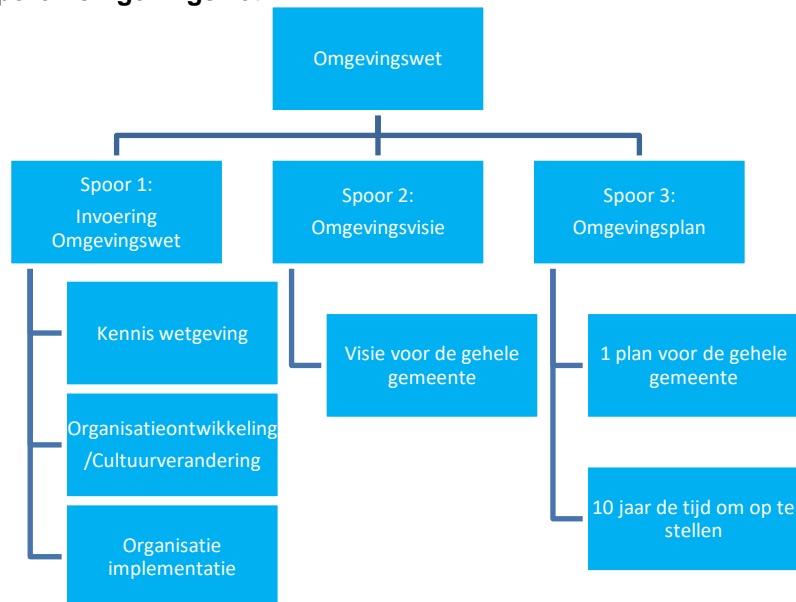 Omgevingswet
Spoor 1:
Invoering
Omgevingswet
Kennis wetgeving
Organisatieontwikkeling
/Cultuurverandering
Organisatie
implementatie
Spoor 2:
Omgevingsvisie
Visie voor de gehele
gemeente
Spoor 3:
Omgevingsplan
1 plan voor de gehele
gemeente
10 jaar de tijd om op te
stellen